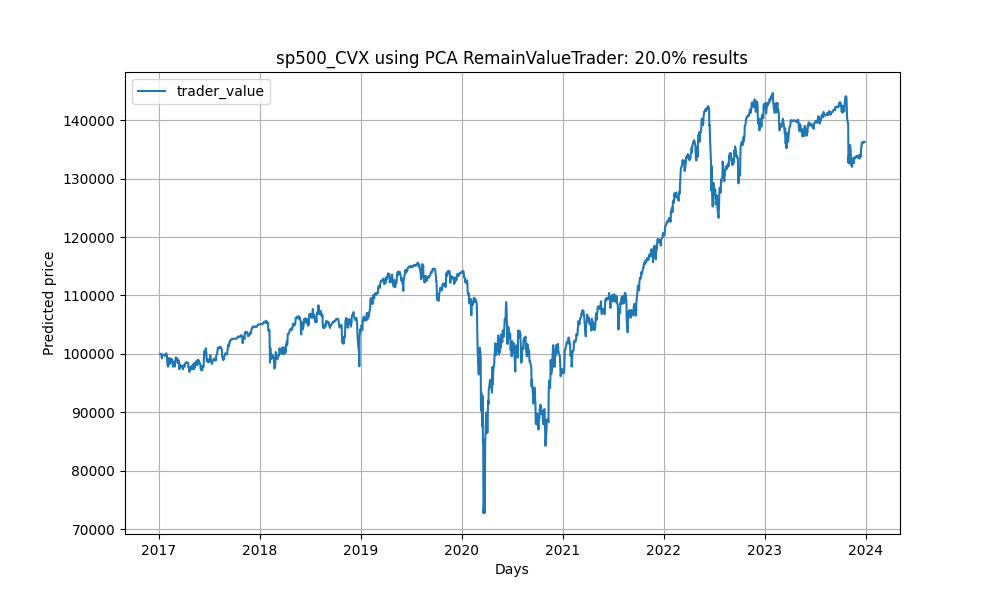 sp500_CVX using PCA RemainValueTrader: 20.0% results
trader_value
Predicted price
140000
130000
120000
110000
100000
90000
80000
70000
2017 2018 2019 2020 2021 2022 2023 2024
Days